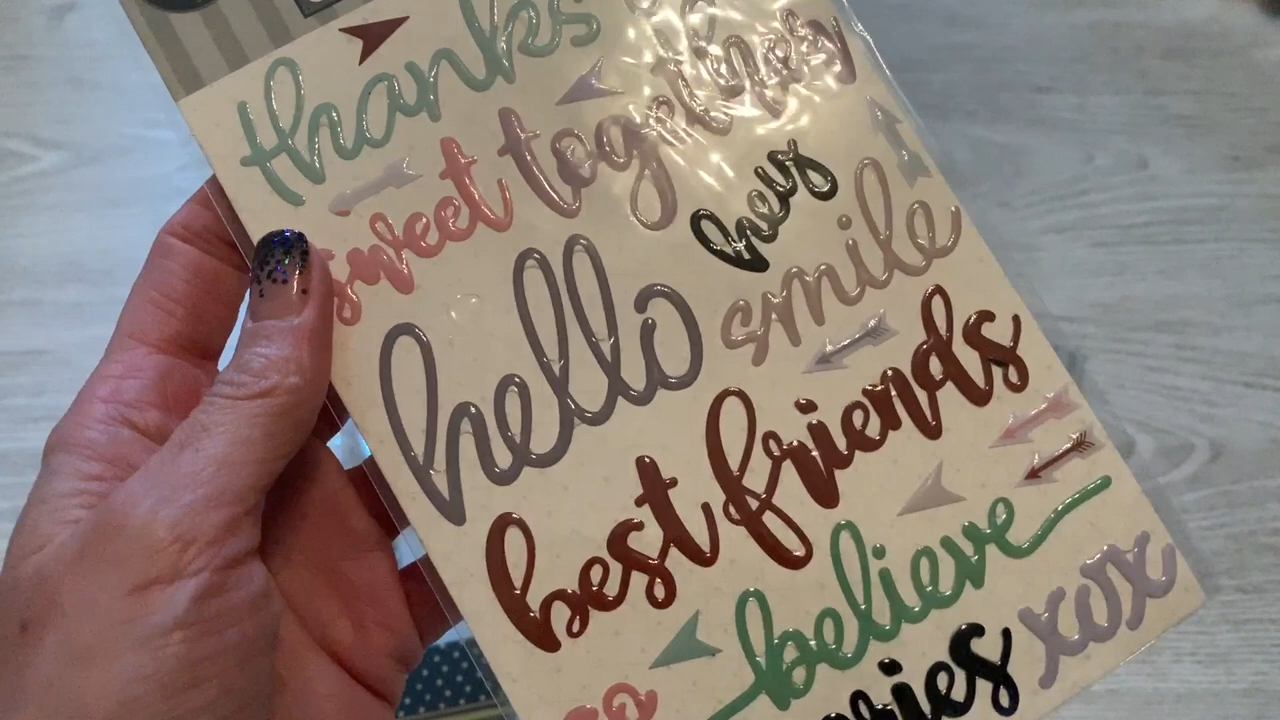 thanks
sweet together
hey
hello smile
best friends
believe
xox